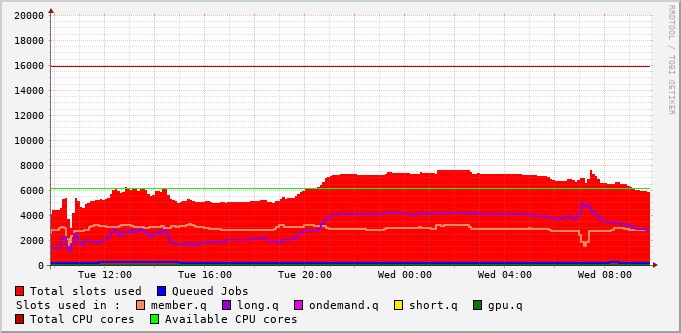 RRDTOOL / TOBI OETIKER
20000
18000
16000
14000
12000
10000
8000
6000
4000
2000
0
Tue 12:00 Tue 16:00 Tue 20:00 Wed 00:00 Wed 04:00 Wed 08:00
Total slots used Queued Jobs
Slots used in : member.q long.q ondemand.q short.q gpu.q
Total CPU cores Available CPU cores